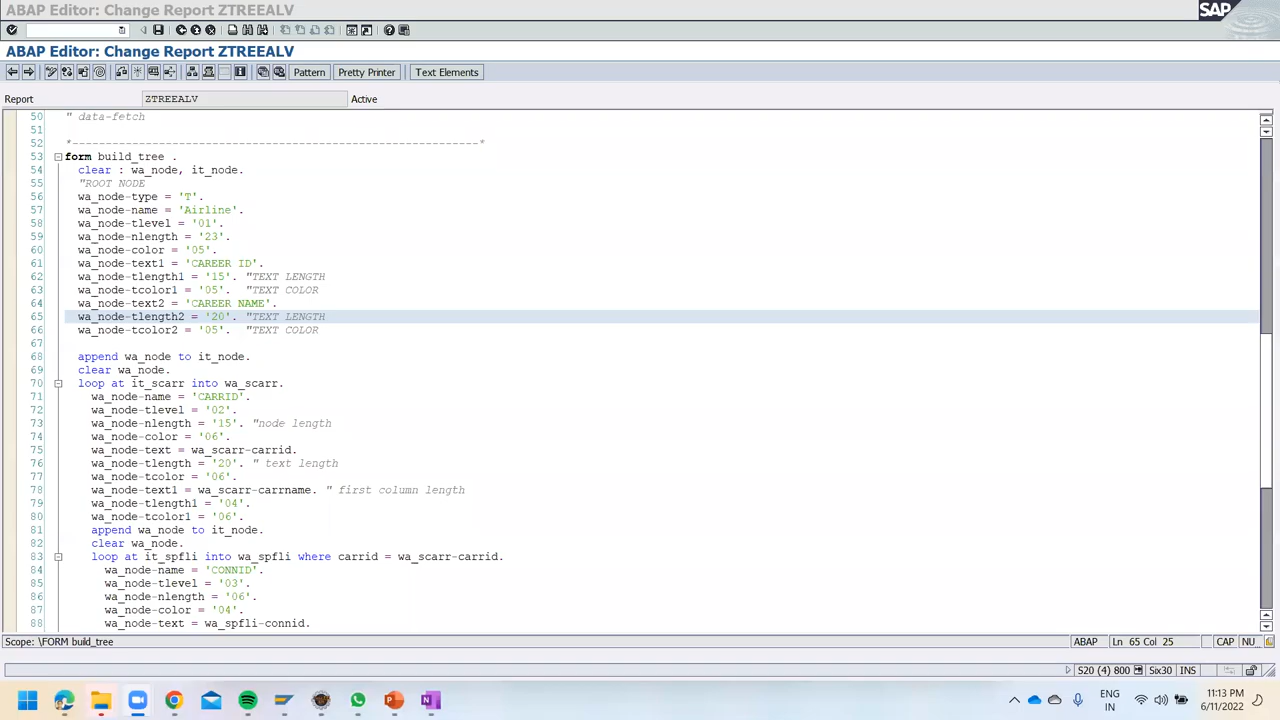 ABAP Editor: Change Report ZTREEALV
SAP
ABAP Editor: Change Report ZTREEALV
Pattern Pretty Printer Text Elements
Report ZTREEALV Active
50 " data-fetch
51
52 *-------------------------------------------------------------*
53 form build_tree .
54 clear : wa_node, it_node.
55 "ROOT NODE
56 wa_node-type = 'T'.
57 wa_node-name = 'Airline'.
58 wa_node-tlevel = '01'.
59 wa_node-nlength = '23'.
60 wa_node-color = '05'.
61 wa_node-text1 = 'CAREER ID'.
62 wa_node-tlength1 = '15'. "TEXT LENGTH
63 wa_node-tcolor1 = '05'. "TEXT COLOR
64 wa_node-text2 = 'CAREER NAME'.
65 wa_node-tlength2 = '20'. "TEXT LENGTH
66 wa_node-tcolor2 = '05'. "TEXT COLOR
67
68 append wa_node to it_node.
69 clear wa_node.
70 loop at it_scarr into wa_scarr.
71 wa_node-name = 'CARRID'.
72 wa_node-tlevel = '02'.
73 wa_node-nlength = '15'. "node length
74 wa_node-color = '06'.
75 wa_node-text = wa_scarr-carrid.
76 wa_node-tlength = '20'. " text length
77 wa_node-tcolor = '06'.
78 wa_node-text1 = wa_scarr-carrname. " first column length
79 wa_node-tlength1 = '04'.
80 wa_node-tcolor1 = '06'.
81 append wa_node to it_node.
82 clear wa_node.
83 loop at it_spfli into wa_spfli where carrid = wa_scarr-carrid.
84 wa_node-name = 'CONNID'.
85 wa_node-tlevel = '03'.
86 wa_node-nlength = '06'.
87 wa_node-color = '04'.
88 wa_node-text = wa_spfli-connid.
Scope: \FORM build_tree ABAP Ln 65 Col 25 CAP NU
S20 (4) 800 Six30 INS
ENG
IN
11:13 PM
6/11/2022